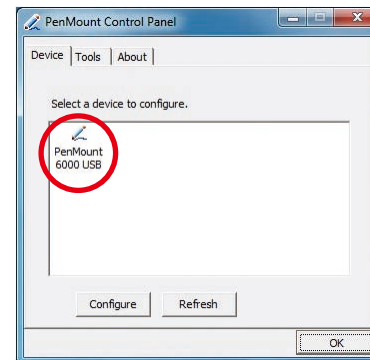 PenMount Control Panel
Device Tools About
Select a device to configure.
PenMount
6000 USB
Configure Refresh
OK